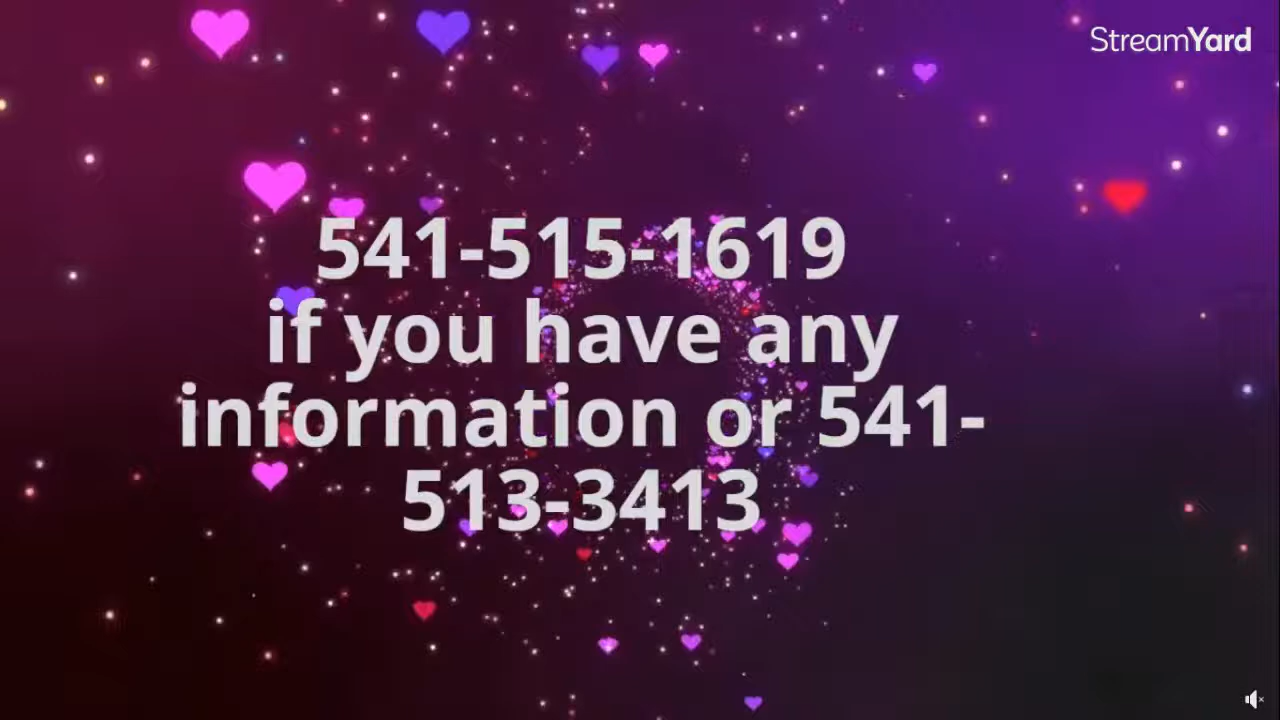 StreamYard
541-515-1619
if you have any
information or 541-
513-3413